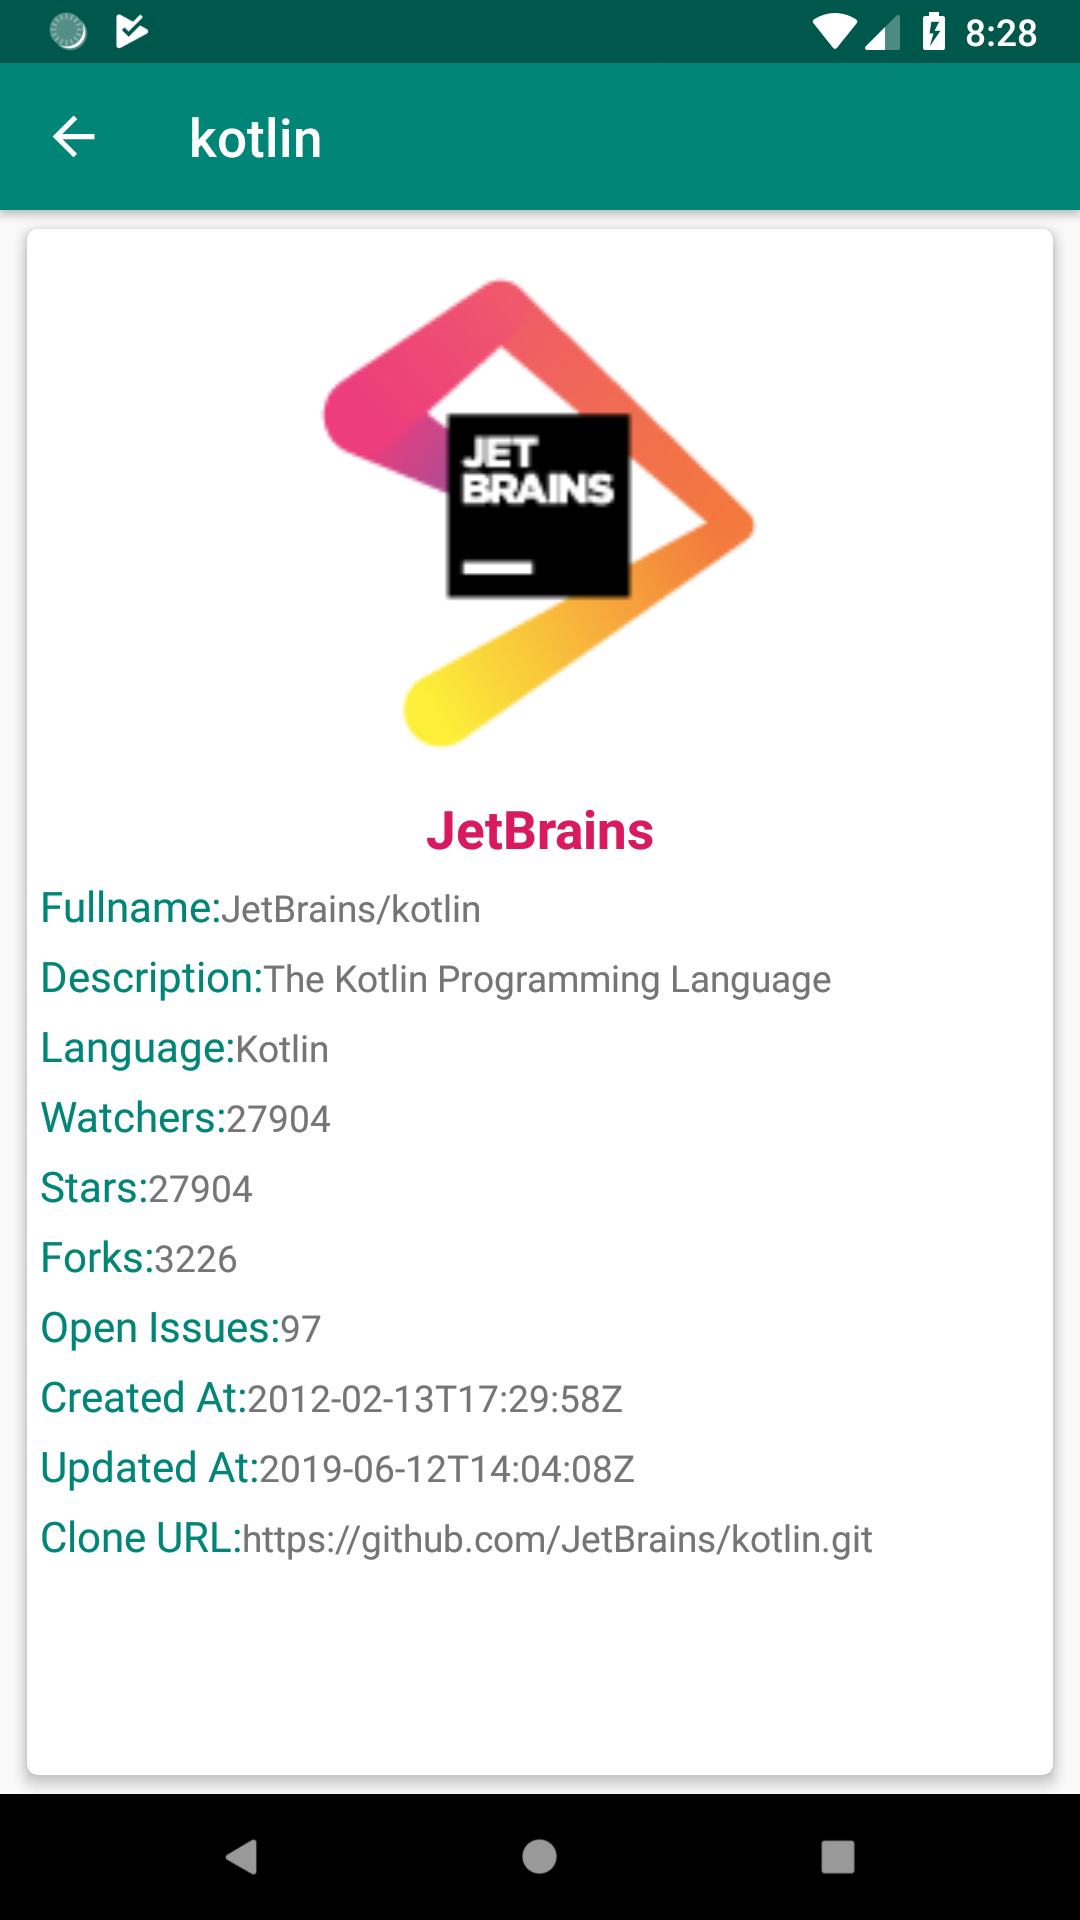 8:28
kotlin
JET
BRAINS
JetBrains
Fullname:JetBrains/kotlin
Description:The Kotlin Programming Language
Language:Kotlin
Watchers:27904
Stars:27904
Forks:3226
Open Issues:97
Created At:2012-02-13T17:29:58Z
Updated At:2019-06-12T14:04:08Z
Clone URL:https://github.com/JetBrains/kotlin.git